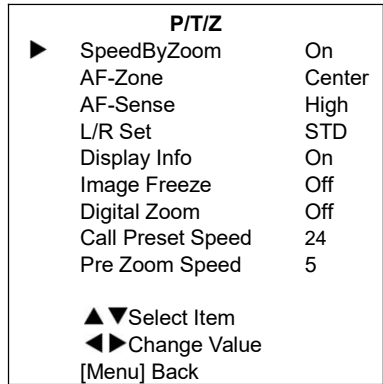 P/T/Z
▶ SpeedByZoom On
AF-Zone Center
AF-Sense High
L/R Set STD
Display Info On
Image Freeze Off
Digital Zoom Off
Call Preset Speed 24
Pre Zoom Speed 5
▲▼Select Item
◀▶Change Value
[Menu] Back